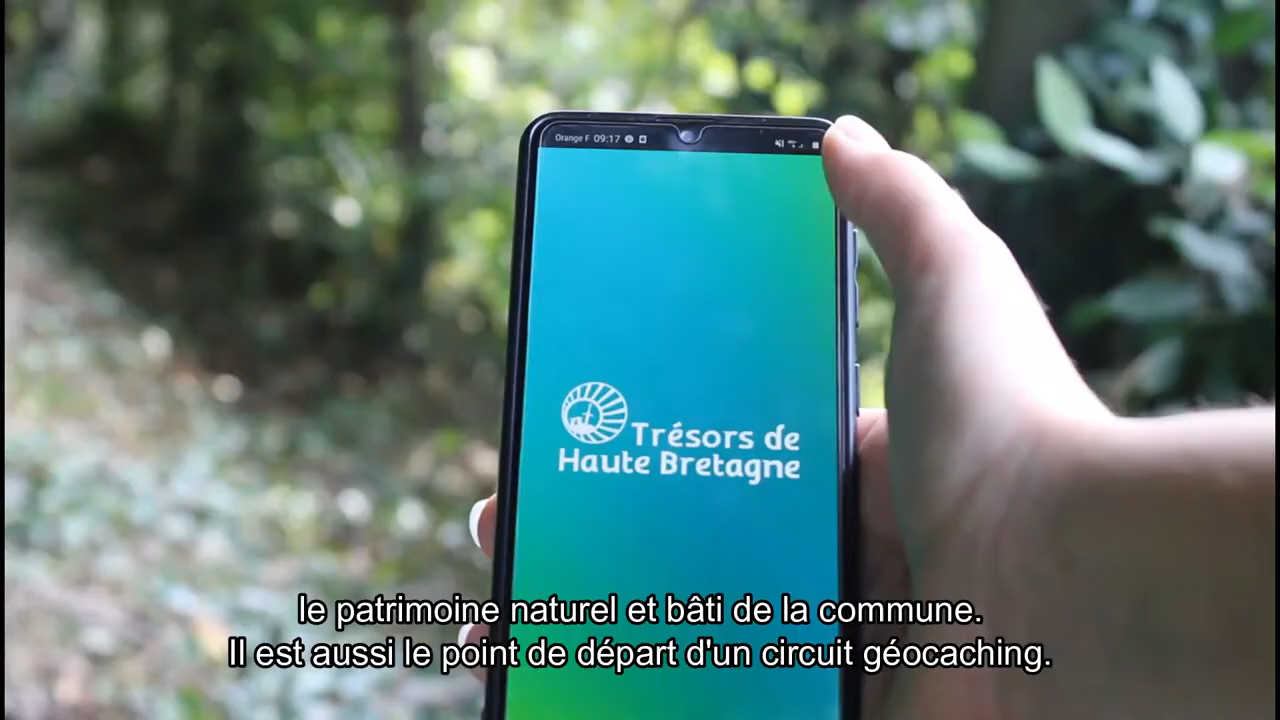 Orange F 09:17
Trésors de
Haute Bretagne
le patrimoine naturel et bâti de la commune.
Il est aussi le point de départ d'un circuit géocaching.